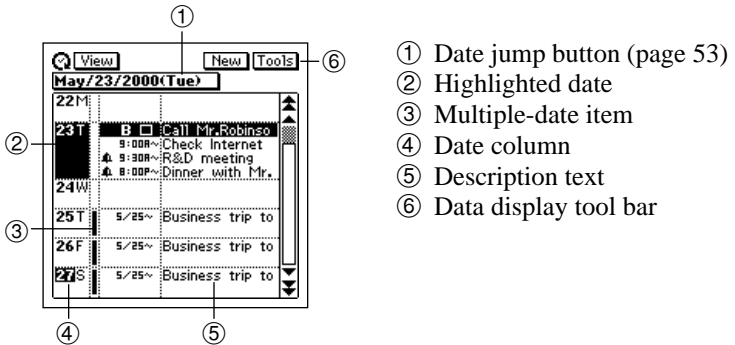 ①
View New Tools ⑥
May/23/2000(Tue)
22M
② 23T B □ Call Mr.Robinso
9:00A~ Check Internet
9:30A~ R&D meeting
8:00P~ Dinner with Mr.
24W
③ 25T 5/25~ Business trip to
26F 5/25~ Business trip to
27S 5/25~ Business trip to
④ ⑤
① Date jump button (page 53)
② Highlighted date
③ Multiple-date item
④ Date column
⑤ Description text
⑥ Data display tool bar